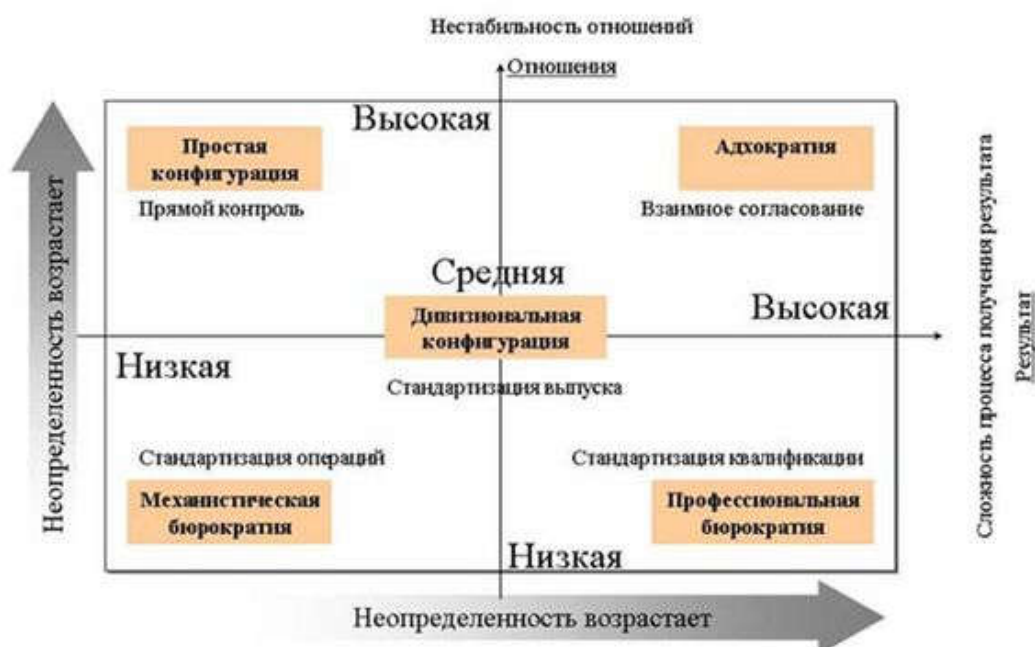 Нестабильность отношений
Отношения
Высокая
Простая
конфигурация
Прямой контроль
Адхократия
Взаимное согласование
Неопределенность возрастает
Средняя
Дивизиональная
конфигурация
Высокая
Низкая
Стандартизация выпуска
Сложность процесса получения результата
Результат
Стандартизация операций
Механистическая
бюрократия
Стандартизация квалификации
Профессиональная
бюрократия
Низкая
Неопределенность возрастает